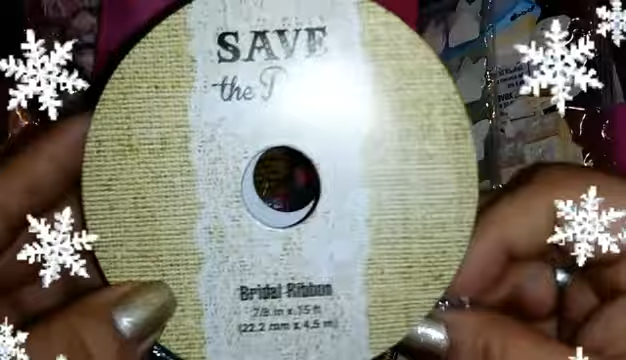 SAVE
the
Bridal Ribbon
7/8 in x 15 ft
(22.2 mm x 4.5 m)